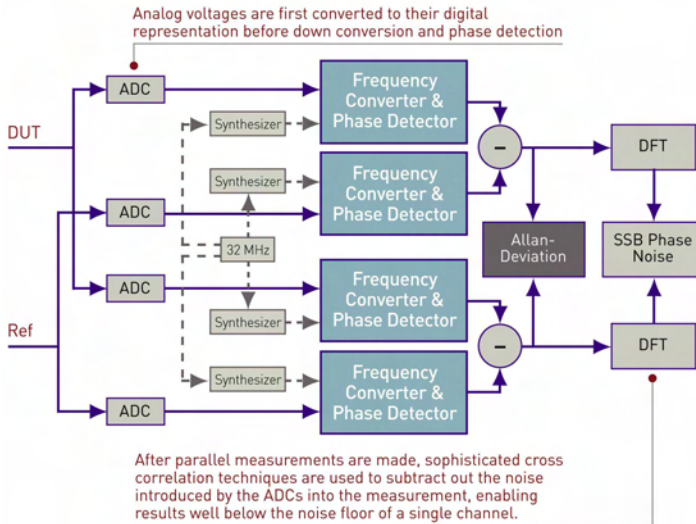 Analog voltages are first converted to their digital
representation before down conversion and phase detection
ADC
Frequency
Converter &
Phase Detector
Synthesizer
DUT
–
DFT
Synthesizer
Frequency
Converter &
Phase Detector
ADC
32 MHz
Allan-
Deviation
SSB Phase
Noise
ADC
Frequency
Converter &
Phase Detector
Synthesizer
Ref
–
DFT
Synthesizer
Frequency
Converter &
Phase Detector
ADC
After parallel measurements are made, sophisticated cross
correlation techniques are used to subtract out the noise
introduced by the ADCs into the measurement, enabling
results well below the noise floor of a single channel.